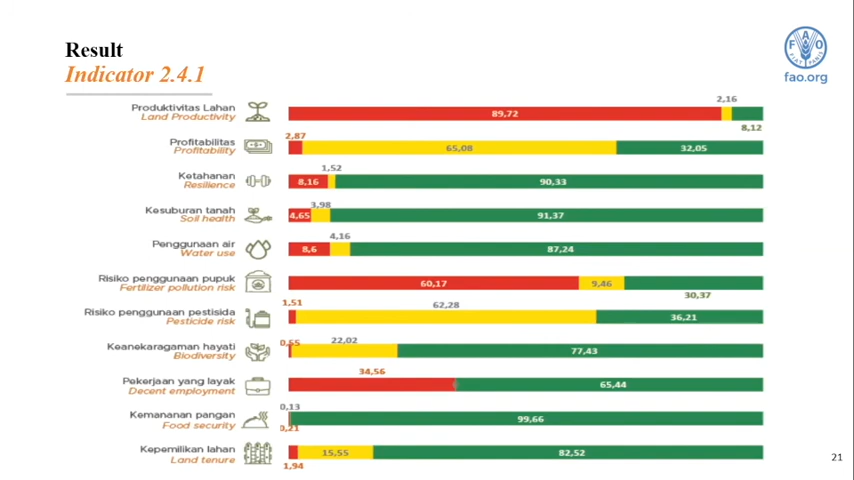 Result
Indicator 2.4.1
FAO
FIAT PANIS
fao.org
Produktivitas Lahan
Land Productivity
89,72
2,16
8,12
Profitabilitas
Profitability
2,87
65,08
32,05
Ketahanan
Resilience
8,16
1,52
90,33
Kesuburan tanah
Soil health
4,65
3,98
91,37
Penggunaan air
Water use
8,6
4,16
87,24
Risiko penggunaan pupuk
Fertilizer pollution risk
60,17
9,46
30,37
Risiko penggunaan pestisida
Pesticide risk
1,51
62,28
36,21
Keanekaragaman hayati
Biodiversity
0,55
22,02
77,43
Pekerjaan yang layak
Decent employment
34,56
65,44
Kemananan pangan
Food security
0,13
0,21
99,66
Kepemilikan lahan
Land tenure
1,94
15,55
82,52
21